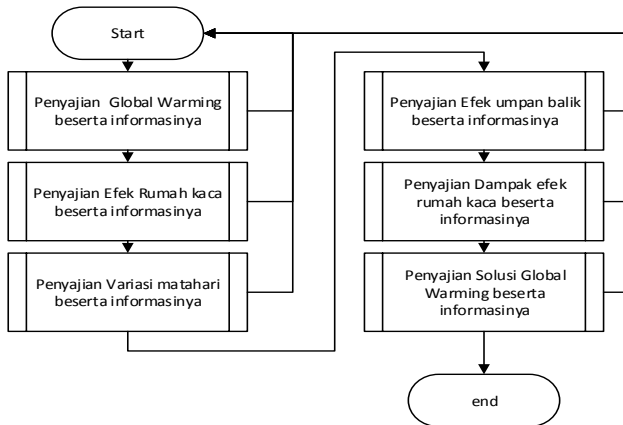 Start
Penyajian  Global Warming
beserta informasinya
Penyajian Efek Rumah kaca
beserta informasinya
Penyajian Variasi matahari
beserta informasinya
Penyajian Efek umpan balik
beserta informasinya
Penyajian Dampak efek
rumah kaca beserta
informasinya
Penyajian Solusi Global
Warming beserta
informasinya
end